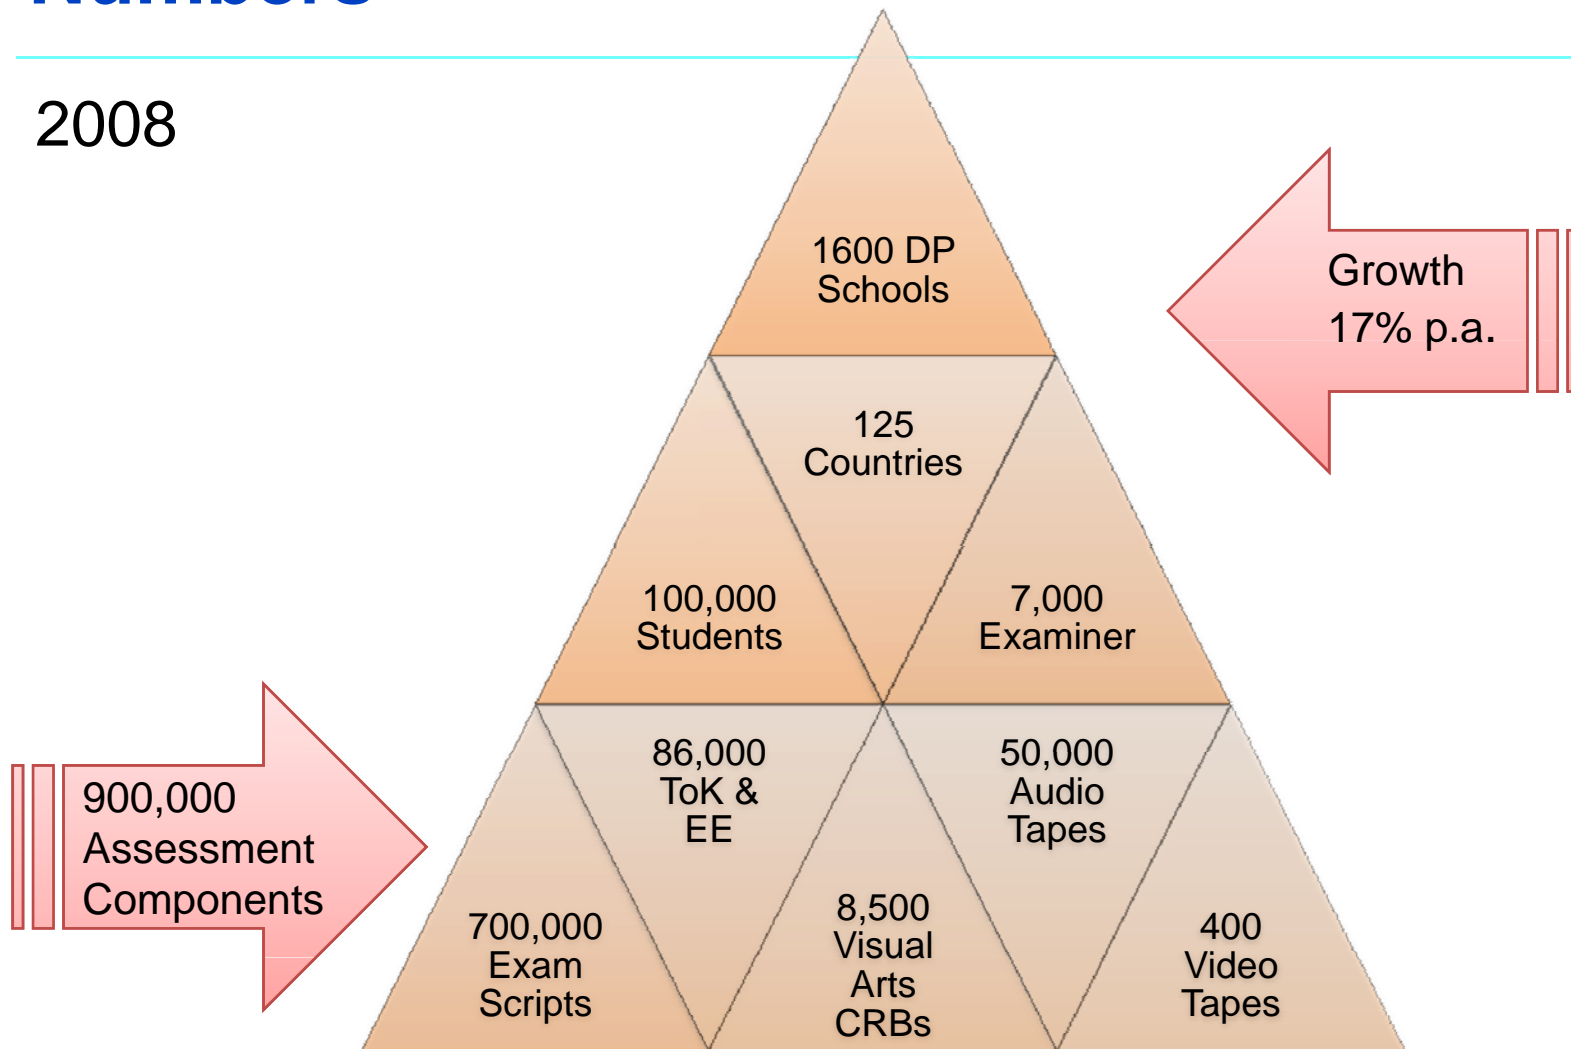 2008
1600 DP
Schools
Growth
17% p.a.
125
Countries
100,000
Students
7,000
Examiner
900,000
Assessment
Components
86,000
ToK &
EE
50,000
Audio
Tapes
700,000
Exam
Scripts
8,500
Visual
Arts
CRBs
400
Video
Tapes